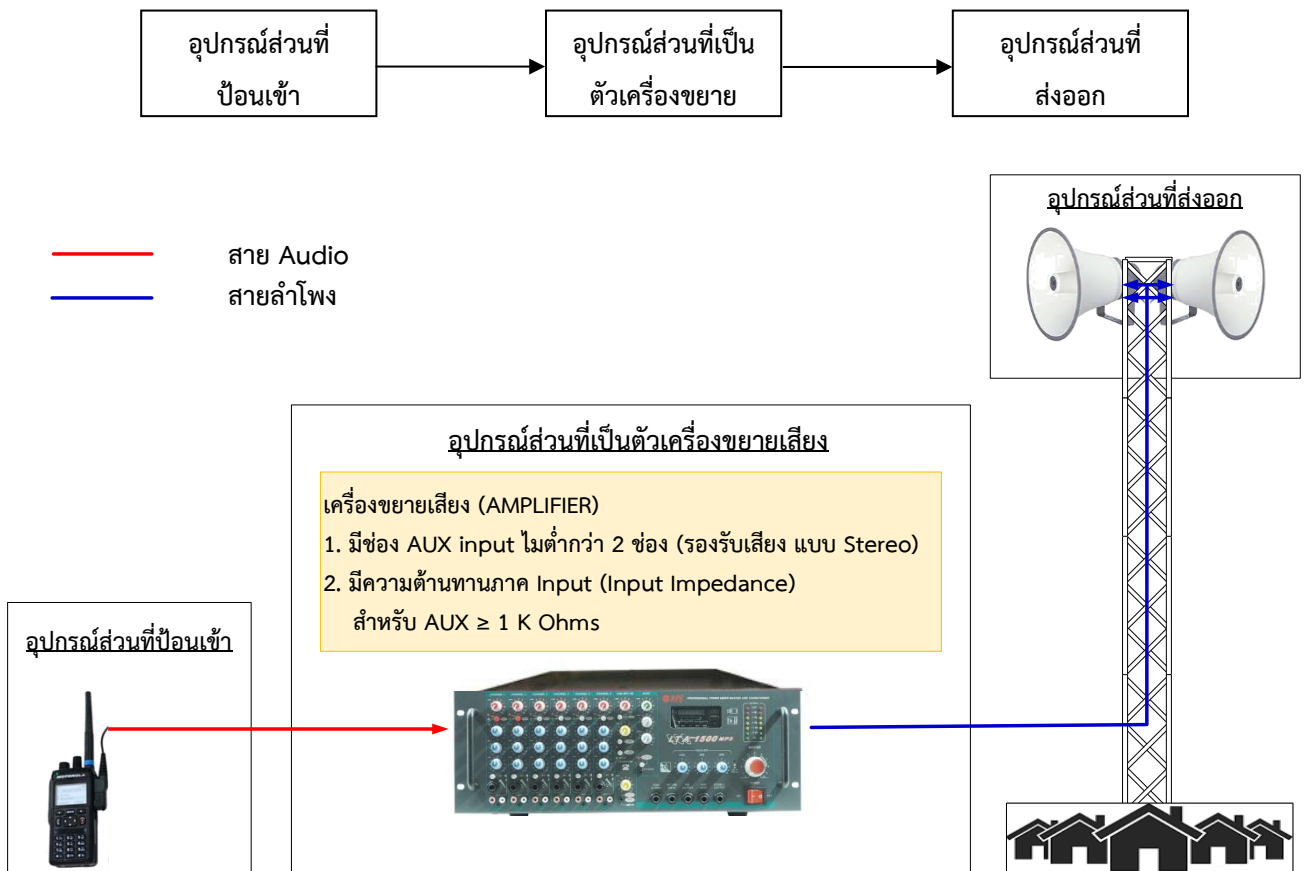 อุปกรณ์ส่วนที่
ป้อนเข้า
อุปกรณ์ส่วนที่เป็น
ตัวเครื่องขยาย
อุปกรณ์ส่วนที่
ส่งออก
อุปกรณ์ส่วนที่ส่งออก
สาย Audio
สายลำโพง
อุปกรณ์ส่วนที่เป็นตัวเครื่องขยายเสียง
เครื่องขยายเสียง (AMPLIFIER)
1. มีช่อง AUX input ไมต่ำกว่า 2 ช่อง (รองรับเสียง แบบ Stereo)
2. มีความต้านทานภาค Input (Input Impedance)
สำหรับ AUX ≥ 1 K Ohms
อุปกรณ์ส่วนที่ป้อนเข้า
LTA-1500 MP3
MOTOROLA